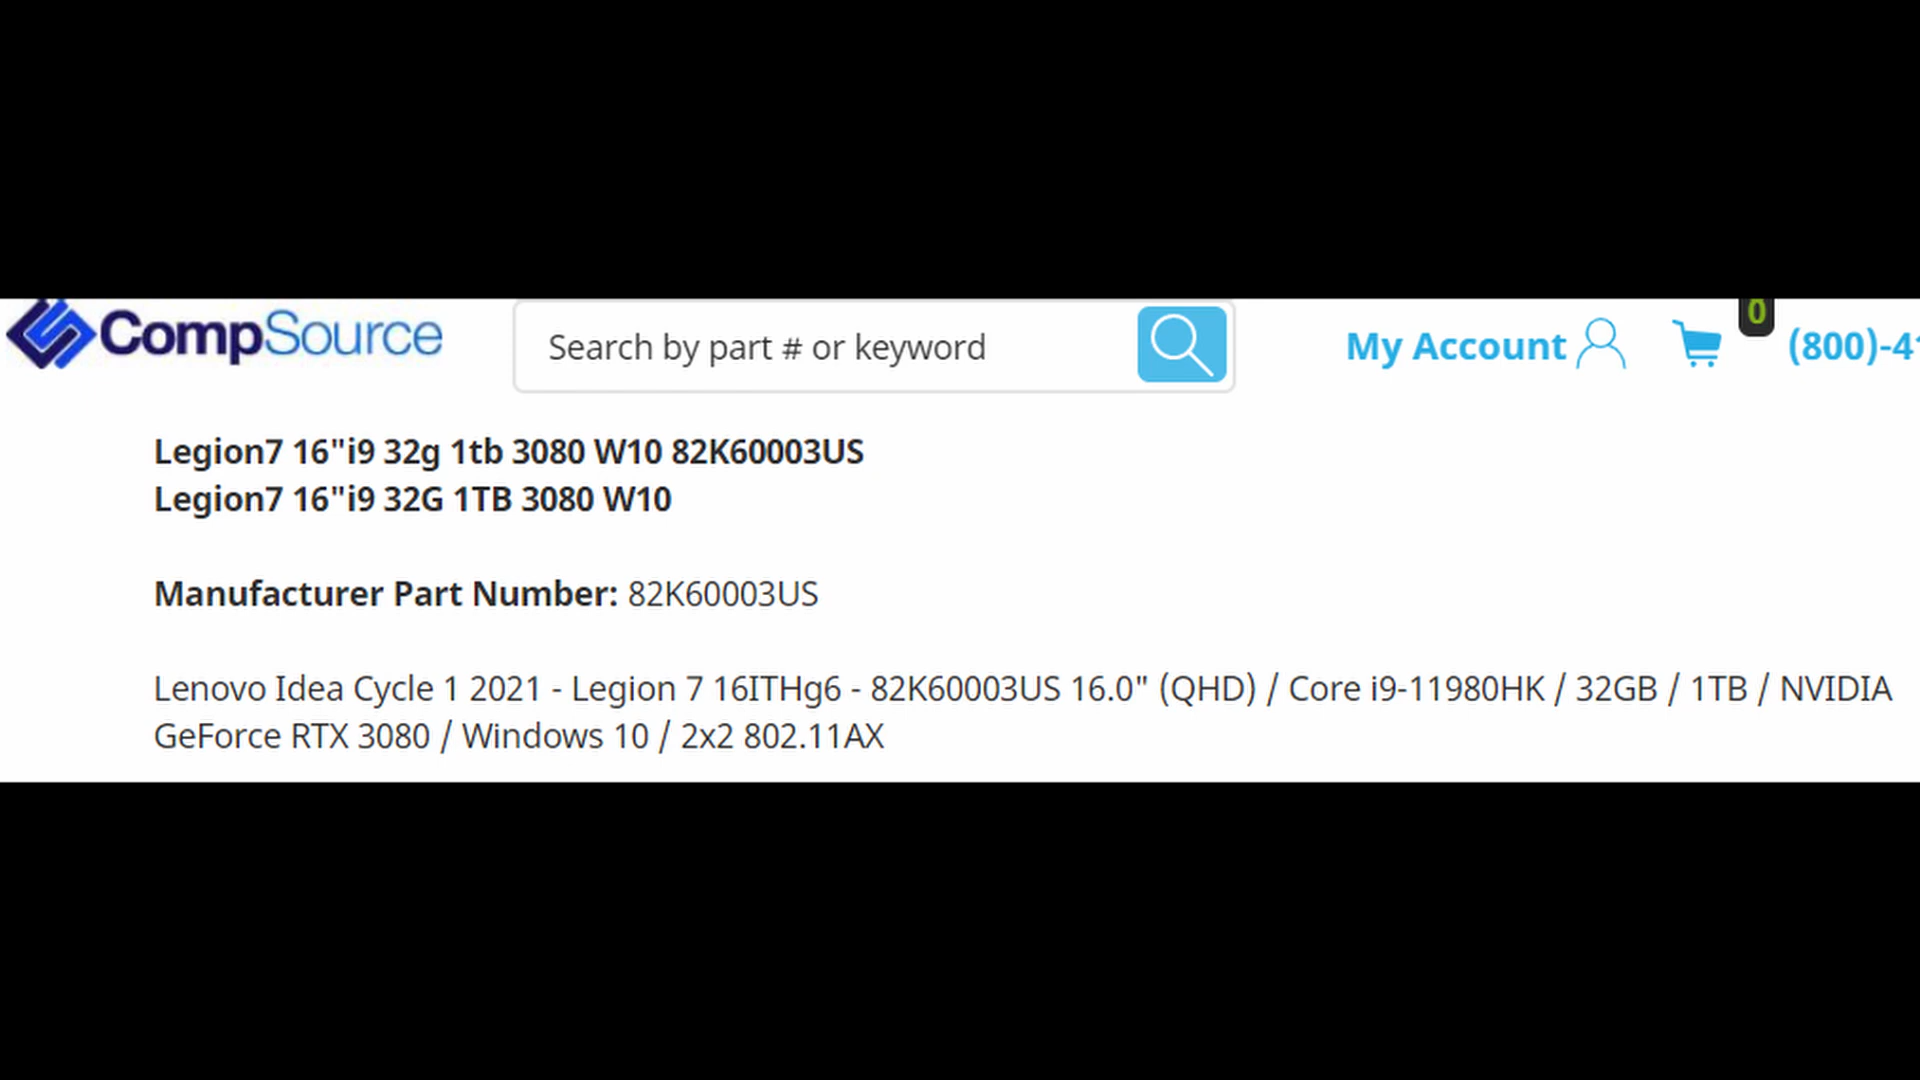 CompSource
Search by part # or keyword
My Account
0
(800)-4
Legion7 16"i9 32g 1tb 3080 W10 82K60003US
Legion7 16"i9 32G 1TB 3080 W10
Manufacturer Part Number: 82K60003US
Lenovo Idea Cycle 1 2021 - Legion 7 16ITHg6 - 82K60003US 16.0" (QHD) / Core i9-11980HK / 32GB / 1TB / NVIDIA
GeForce RTX 3080 / Windows 10 / 2x2 802.11AX